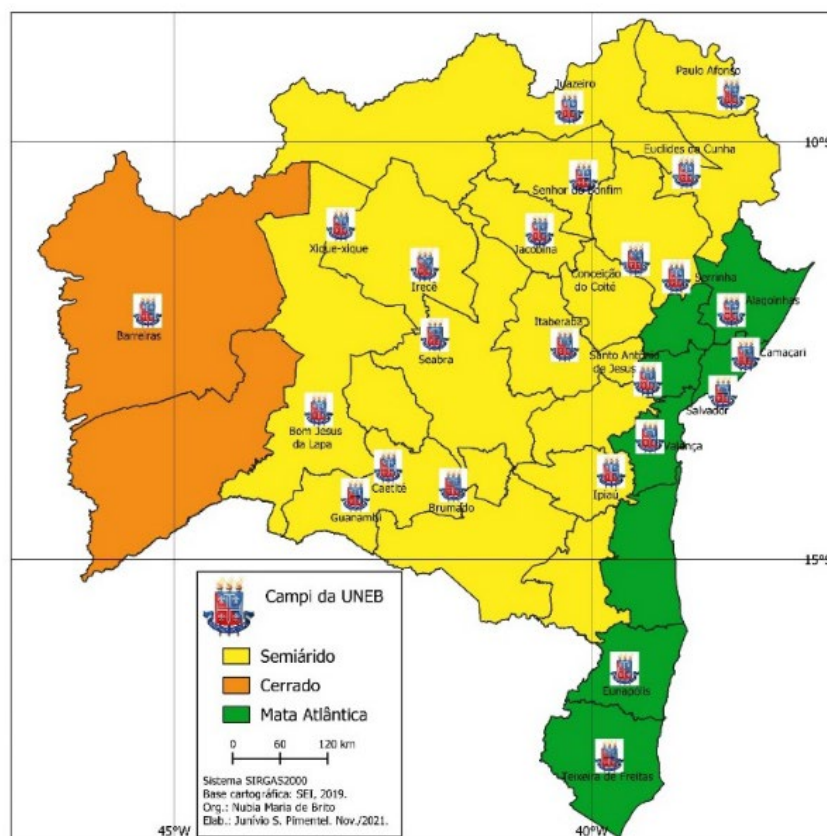 Paulo Afonso
Juazeiro
10°S
Euclides da Cunha
Senhor do Bonfim
Xique-xique
Jacobina
Irecê
Conceição
do Coité
Serrinha
Alagoinhas
Barreiras
Itaberaba
Seabra
Santo Antônio
de Jesus
Camaçari
Salvador
Bom Jesus
da Lapa
Valença
Caetité
Guanambi
Brumado
Ipiaú
15°S
Eunápolis
Teixeira de Freitas
Campi da UNEB
Semiárido
Cerrado
Mata Atlântica
0 60 120 km
Sistema SIRGAS2000
Base cartográfica: SEI, 2019.
Org.: Nubia Maria de Brito
Elab.: Junívio S. Pimentel. Nov./2021.
45°W 40°W